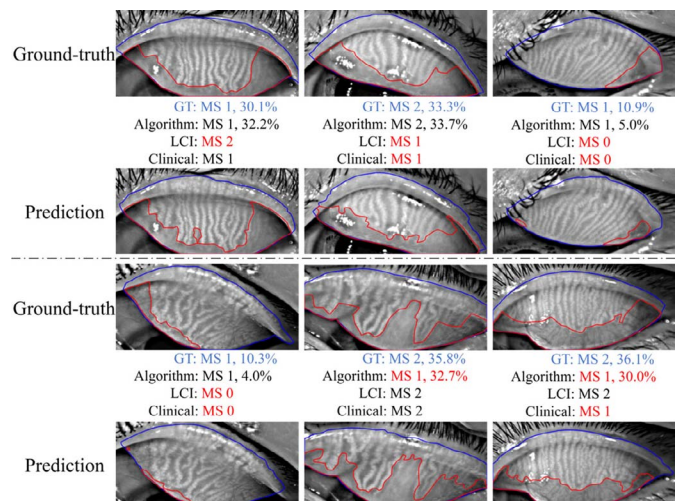 Ground-truth
GT: MS 1, 30.1%
Algorithm: MS 1, 32.2%
LCI: MS 2
Clinical: MS 1
GT: MS 2, 33.3%
Algorithm: MS 2, 33.7%
LCI: MS 1
Clinical: MS 1
GT: MS 1, 10.9%
Algorithm: MS 1, 5.0%
LCI: MS 0
Clinical: MS 0
Prediction
Ground-truth
GT: MS 1, 10.3%
Algorithm: MS 1, 4.0%
LCI: MS 0
Clinical: MS 0
GT: MS 2, 35.8%
Algorithm: MS 1, 32.7%
LCI: MS 2
Clinical: MS 2
GT: MS 2, 36.1%
Algorithm: MS 1, 30.0%
LCI: MS 2
Clinical: MS 1
Prediction